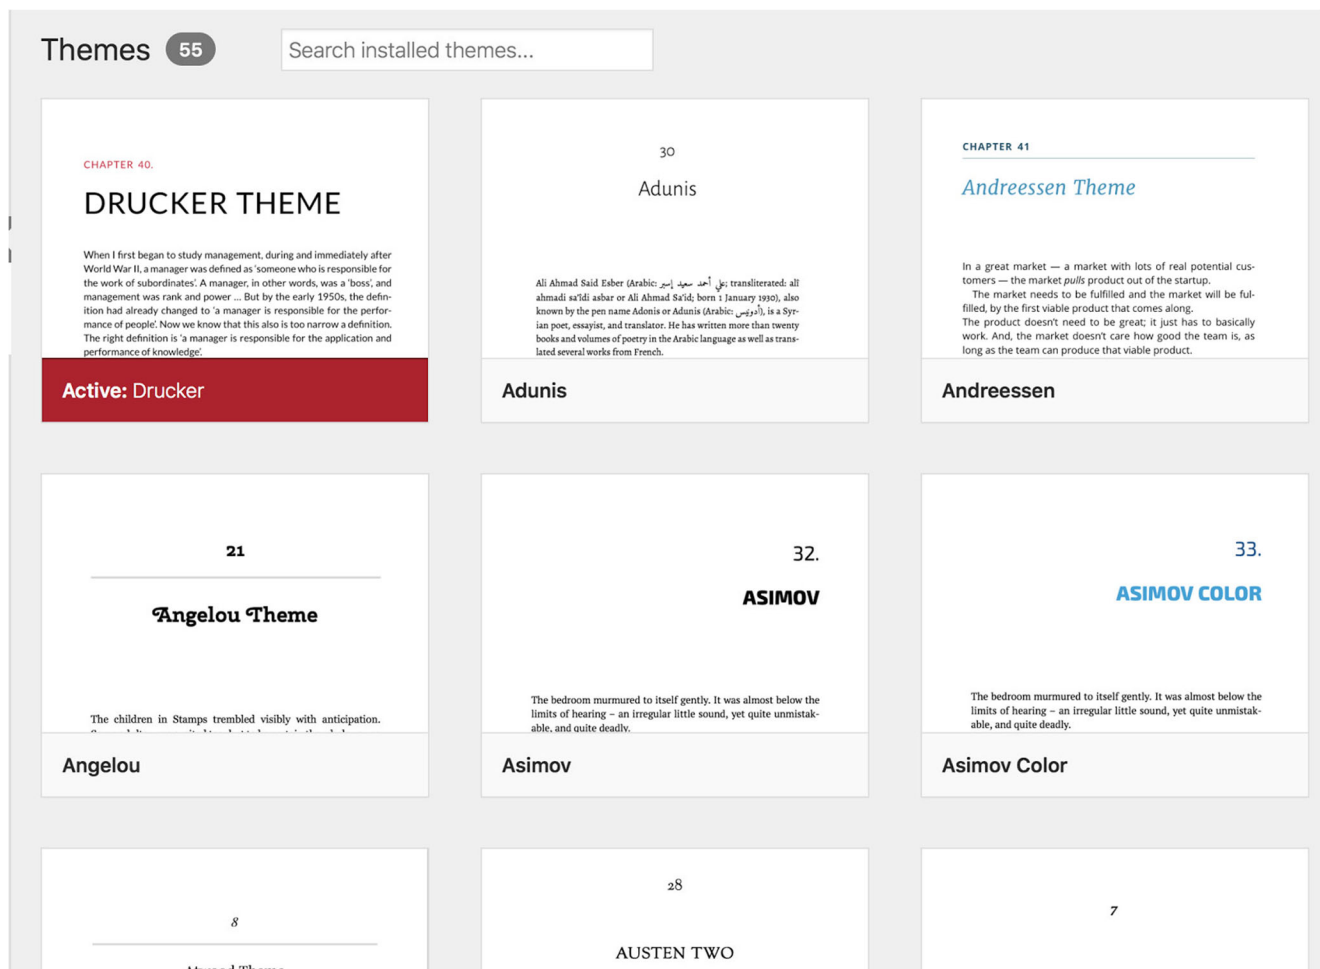 Themes 55
Search installed themes...
CHAPTER 40.
DRUCKER THEME
When I first began to study management, during and immediately after
World War II, a manager was defined as ‘someone who is responsible for
the work of subordinates’. A manager, in other words, was a ‘boss’, and
management was rank and power ... But by the early 1950s, the defin-
ition had already changed to ‘a manager is responsible for the perfor-
mance of people’. Now we know that this also is too narrow a definition.
The right definition is ‘a manager is responsible for the application and
performance of knowledge’.
Active: Drucker
30
Adunis
Ali Ahmad Said Esber (Arabic: علي أحمد سعيد إسبر; transliterated: alī
ahmadi sa'īdi asbar or Ali Ahmad Sa'id; born 1 January 1930), also
known by the pen name Adonis or Adunis (Arabic: أدونيس), is a Syr-
ian poet, essayist, and translator. He has written more than twenty
books and volumes of poetry in the Arabic language as well as trans-
lated several works from French.
Adunis
CHAPTER 41
Andreessen Theme
In a great market — a market with lots of real potential cus-
tomers — the market pulls product out of the startup.
The market needs to be fulfilled and the market will be ful-
filled, by the first viable product that comes along.
The product doesn’t need to be great; it just has to basically
work. And, the market doesn’t care how good the team is, as
long as the team can produce that viable product.
Andreessen
21
Angelou Theme
The children in Stamps trembled visibly with anticipation.
Angelou
32.
ASIMOV
The bedroom murmured to itself gently. It was almost below the
limits of hearing – an irregular little sound, yet quite unmistak-
able, and quite deadly.
Asimov
33.
ASIMOV COLOR
The bedroom murmured to itself gently. It was almost below the
limits of hearing – an irregular little sound, yet quite unmistak-
able, and quite deadly.
Asimov Color
8
28
AUSTEN TWO
7